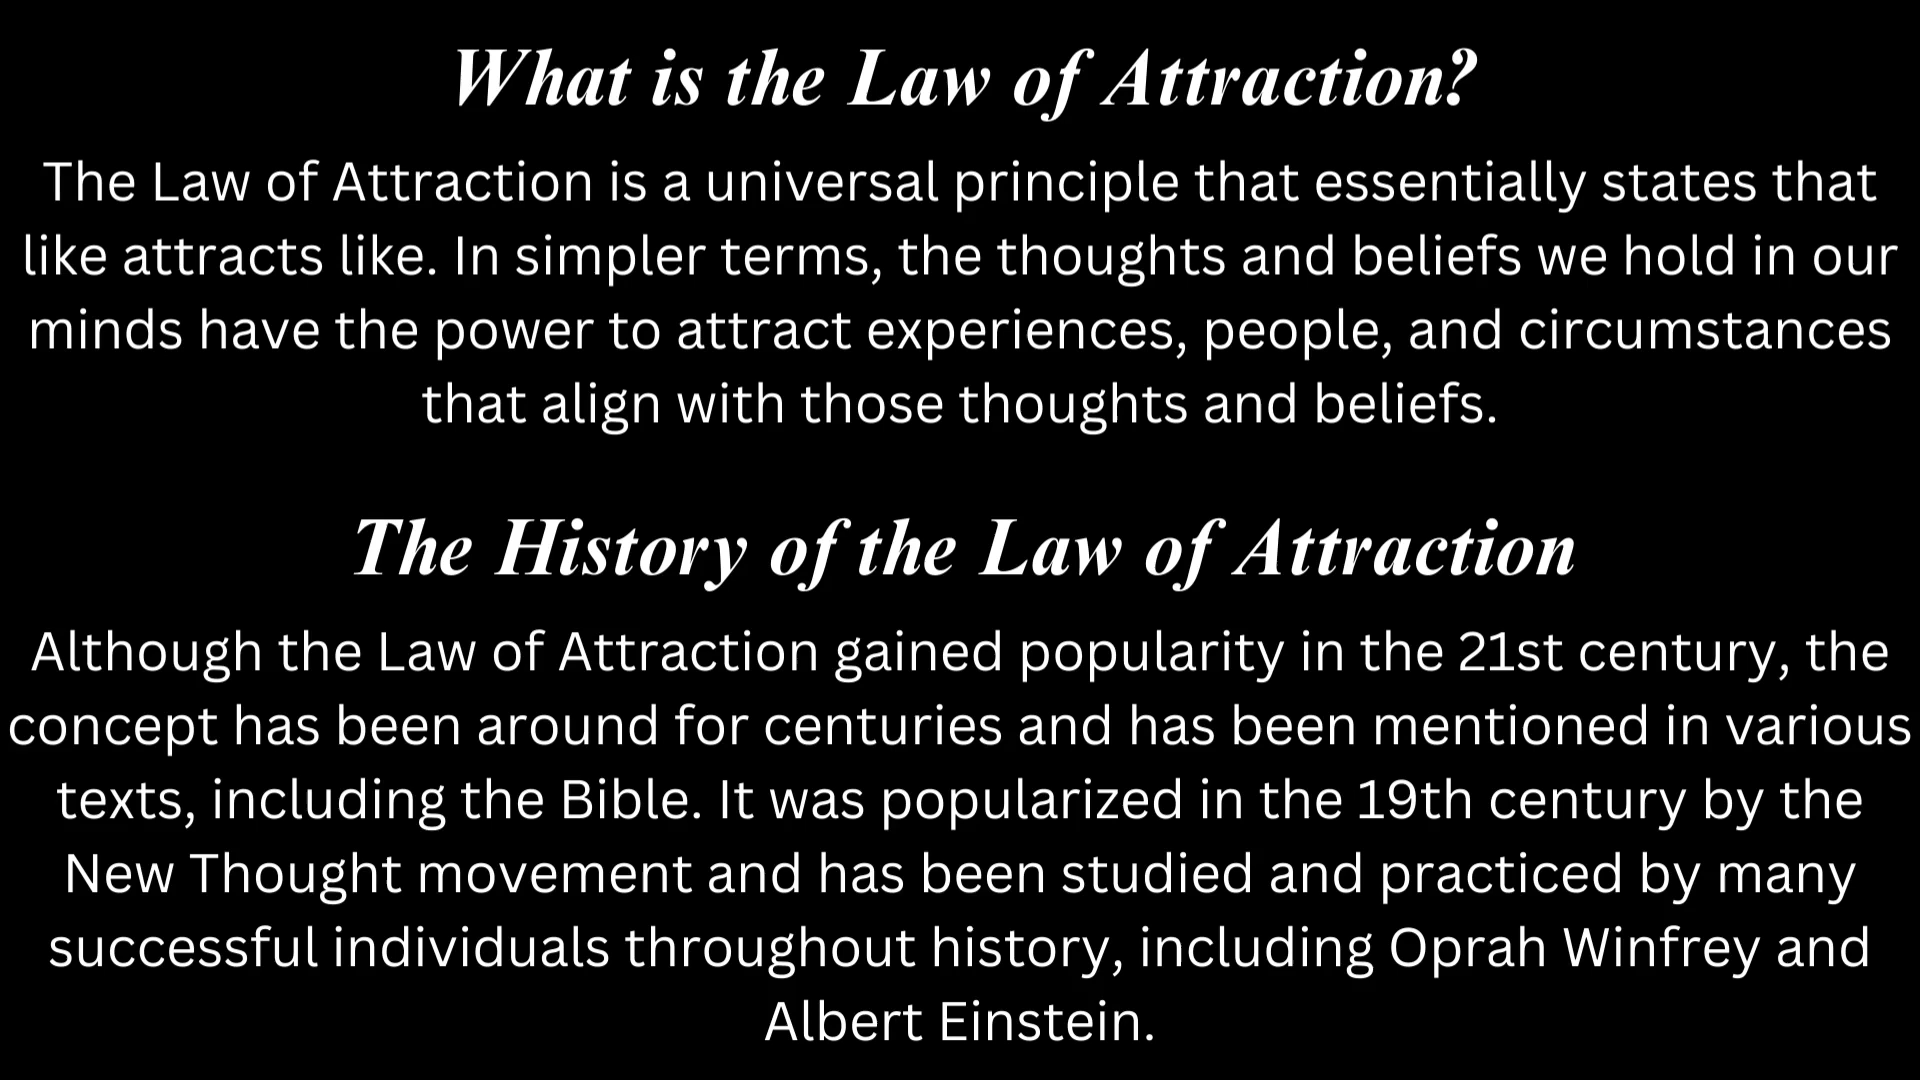 What is the Law of Attraction?
The Law of Attraction is a universal principle that essentially states that
like attracts like. In simpler terms, the thoughts and beliefs we hold in our
minds have the power to attract experiences, people, and circumstances
that align with those thoughts and beliefs.
The History of the Law of Attraction
Although the Law of Attraction gained popularity in the 21st century, the
concept has been around for centuries and has been mentioned in various
texts, including the Bible. It was popularized in the 19th century by the
New Thought movement and has been studied and practiced by many
successful individuals throughout history, including Oprah Winfrey and
Albert Einstein.